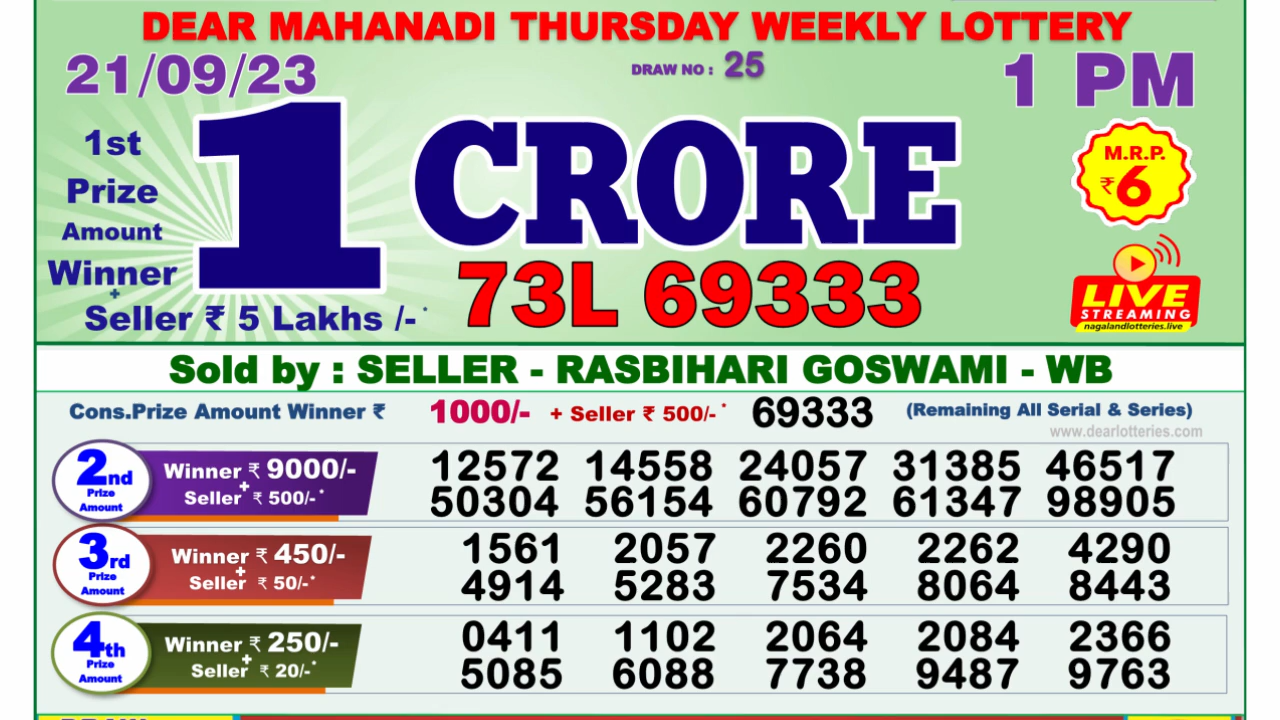 DEAR MAHANADI THURSDAY WEEKLY LOTTERY
21/09/23
DRAW NO : 25
1 PM
1st
Prize
Amount
Winner
+
Seller ₹ 5 Lakhs /-*
1 CRORE
73L 69333
M.R.P.
₹6
LIVE
STREAMING
nagalandlotteries.live
Sold by : SELLER - RASBIHARI GOSWAMI - WB
Cons.Prize Amount Winner ₹ 1000/- + Seller ₹ 500/-* 69333 (Remaining All Serial & Series)
www.dearlotteries.com
2nd
Prize
Amount
Winner ₹ 9000/-
+
Seller ₹ 500/-*
12572 14558 24057 31385 46517
50304 56154 60792 61347 98905
3rd
Prize
Amount
Winner ₹ 450/-
+
Seller ₹ 50/-*
1561 2057 2260 2262 4290
4914 5283 7534 8064 8443
4th
Prize
Amount
Winner ₹ 250/-
+
Seller ₹ 20/-*
0411 1102 2064 2084 2366
5085 6088 7738 9487 9763